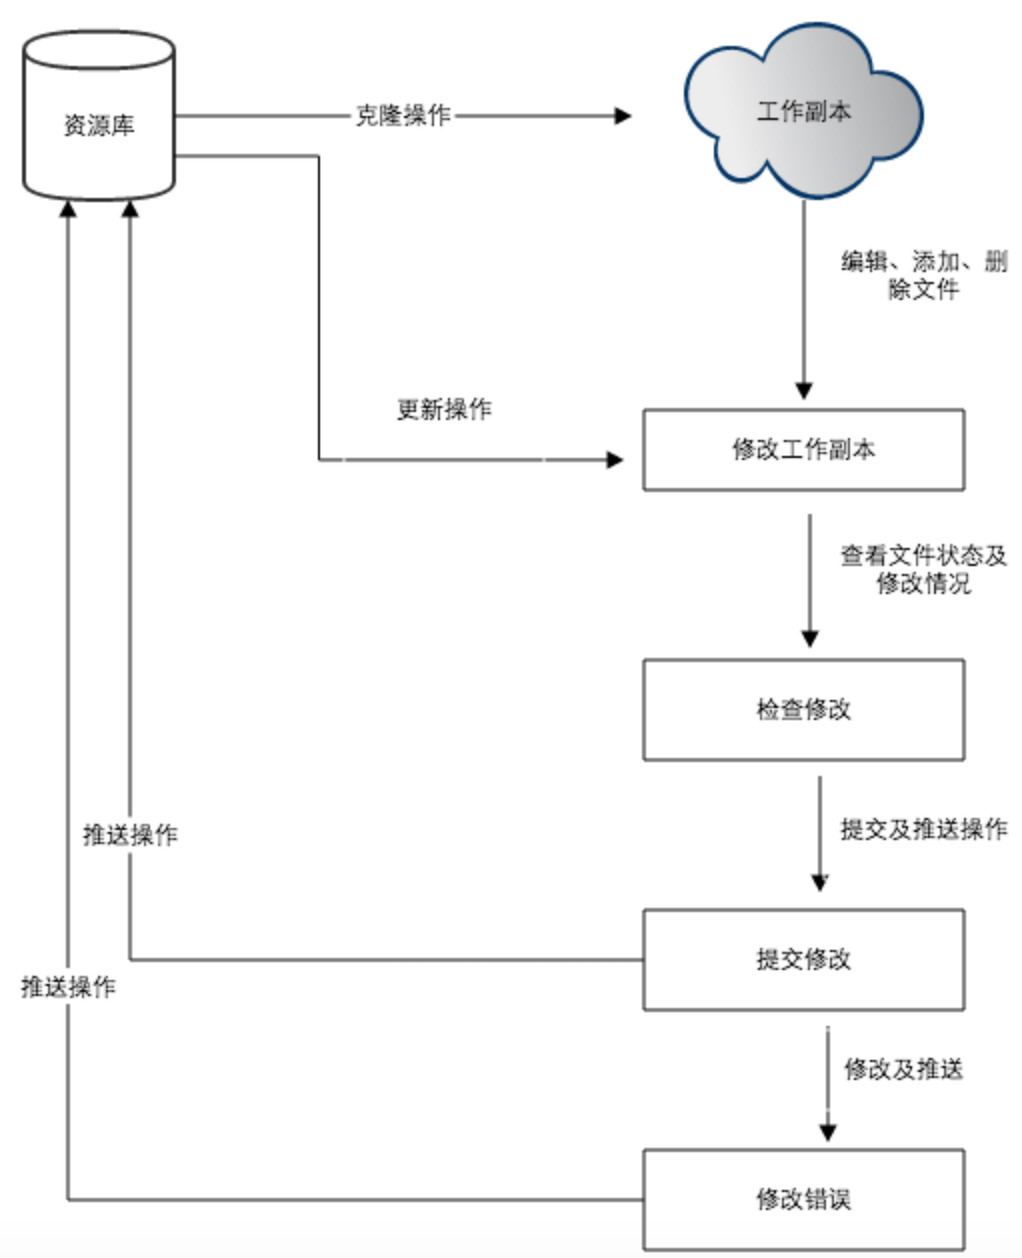 资源库
克隆操作
工作副本
编辑、添加、删
除文件
更新操作
修改工作副本
查看文件状态及
修改情况
检查修改
提交及推送操作
推送操作
提交修改
推送操作
修改及推送
修改错误